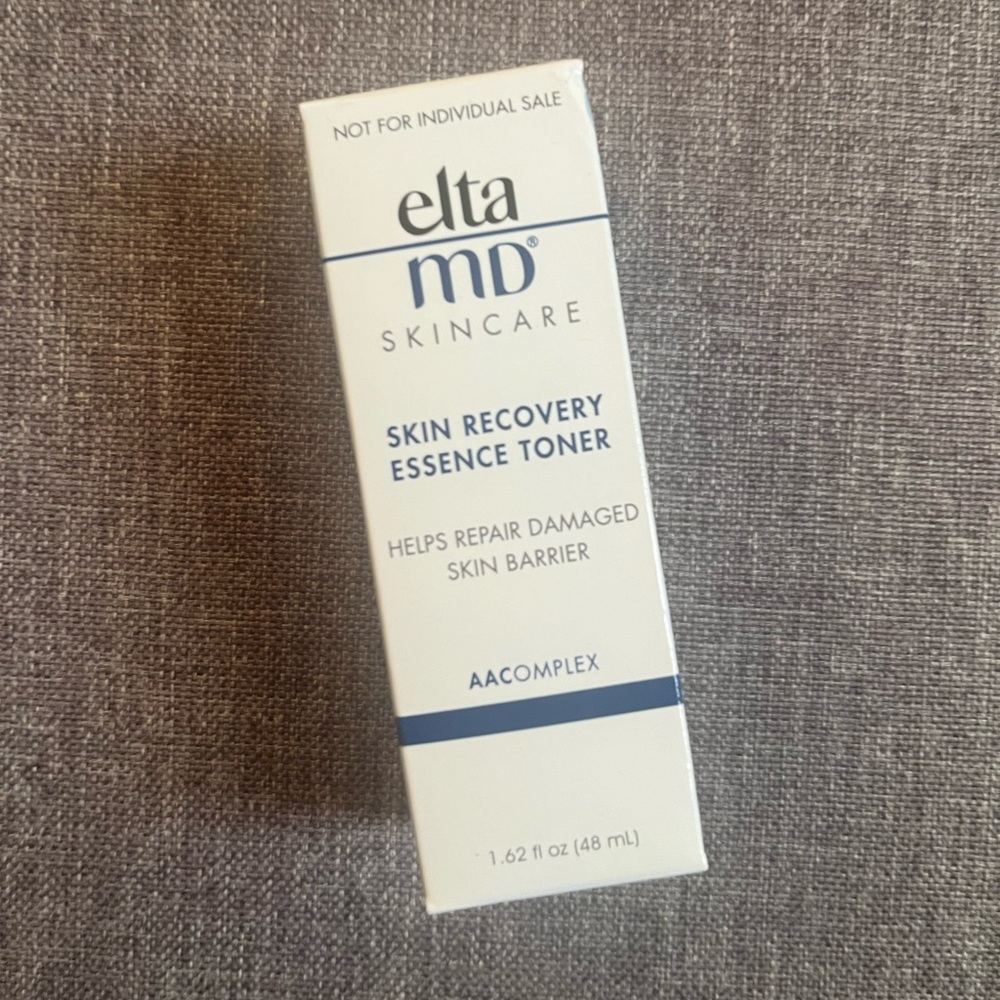 NOT FOR INDIVIDUAL SALE
elta
MD®
SKINCARE
SKIN RECOVERY
ESSENCE TONER
HELPS REPAIR DAMAGED
SKIN BARRIER
AACOMPLEX
1.62 fl oz (48 mL)